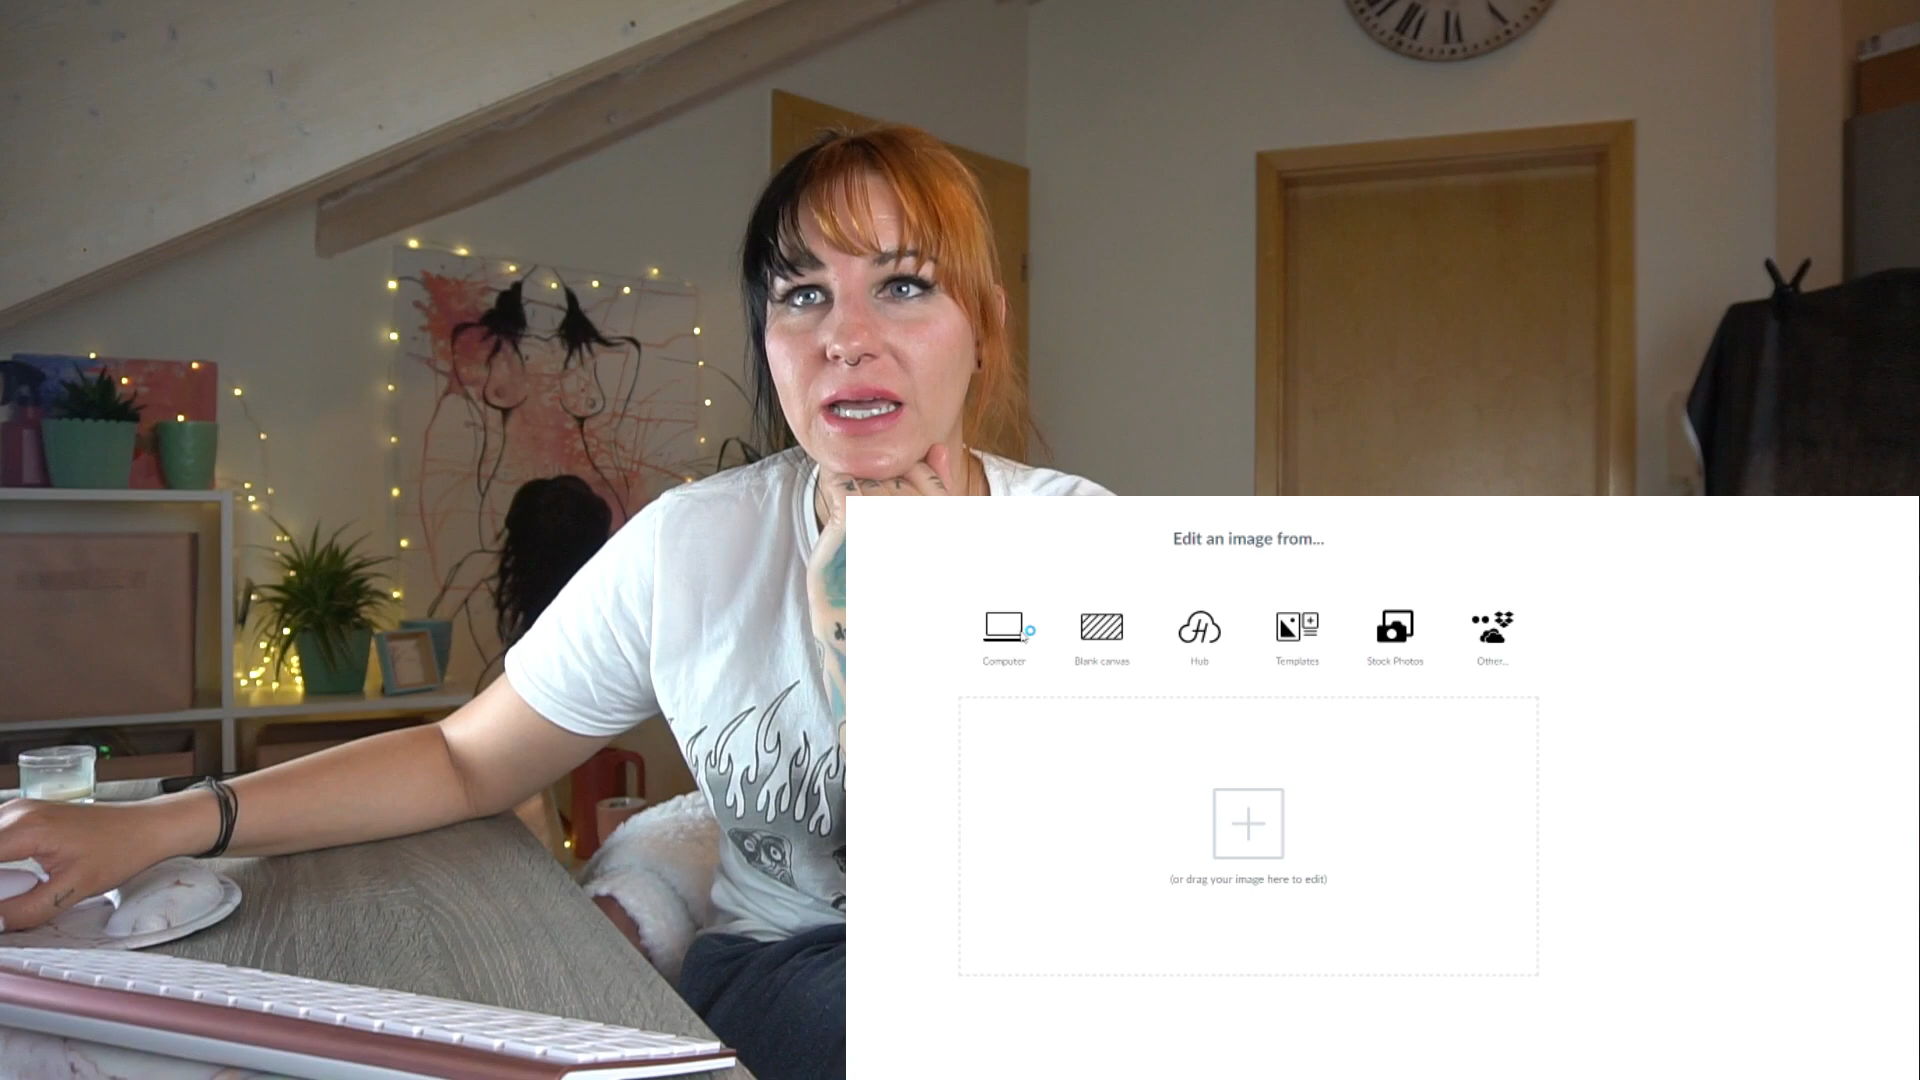 Edit an image from...
Computer
Blank canvas
Hub
Templates
Stock Photos
Other...
(or drag your image here to edit)